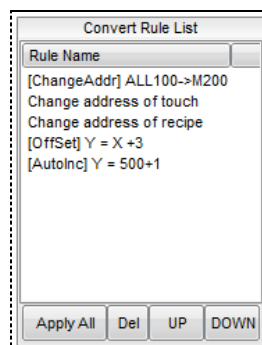 Convert Rule List
Rule Name
[ChangeAddr] ALL100->M200
Change address of touch
Change address of recipe
[OffSet] Y = X +3
[AutoInc] Y = 500+1
Apply All Del UP DOWN